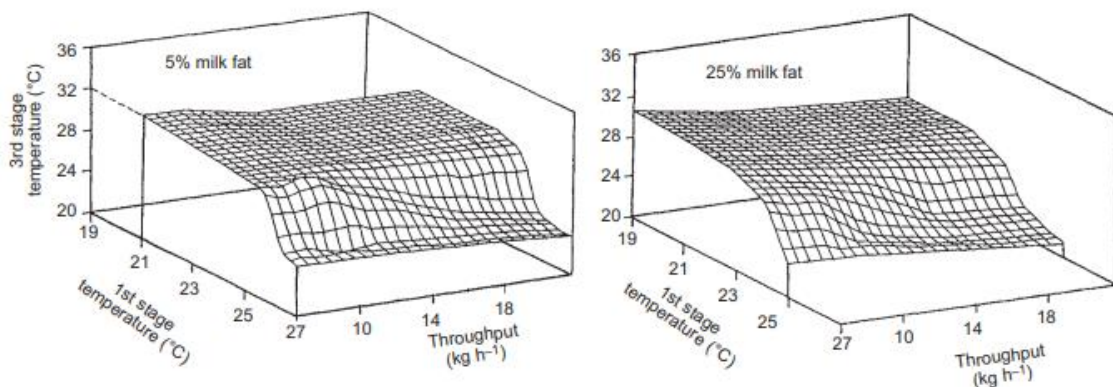 5% milk fat
3rd stage
temperature (°C)
36
32
28
24
20
19
21
23
25
27
1st stage
temperature (°C)
10
14
18
Throughput
(kg h⁻¹)
25% milk fat
36
32
28
24
20
19
21
23
25
27
1st stage
temperature (°C)
10
14
18
Throughput
(kg h⁻¹)